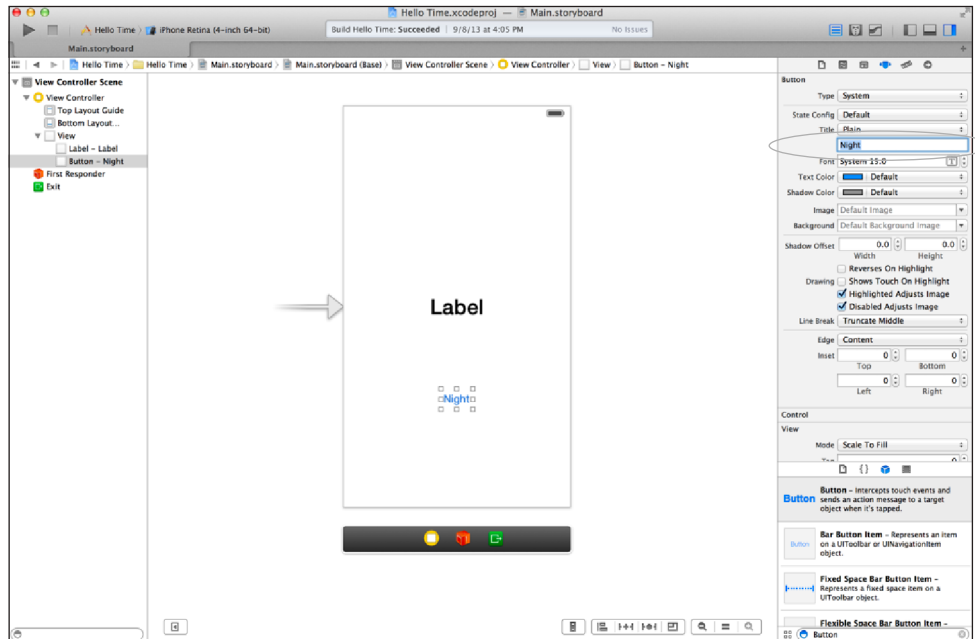 Hello Time.xcodeproj — Main.storyboard
Hello Time iPhone Retina (4-inch 64-bit)
Build Hello Time: Succeeded 9/8/13 at 4:05 PM No Issues
Main.storyboard
Hello Time Hello Time Main.storyboard Main.storyboard (Base) View Controller Scene View Controller View Button – Night
View Controller Scene
View Controller
Top Layout Guide
Bottom Layout...
View
Label – Label
Button – Night
First Responder
Exit
Label
Night
Button
Type System
State Config Default
Title Plain
Night
Font System 15.0
Text Color Default
Shadow Color Default
Image Default Image
Background Default Background Image
Shadow Offset 0.0 0.0
Width Height
Reverses On Highlight
Drawing Shows Touch On Highlight
Highlighted Adjusts Image
Disabled Adjusts Image
Line Break Truncate Middle
Edge Content
Inset 0 0
Top Bottom
0 0
Left Right
Control
View
Mode Scale To Fill
Button
Button – Intercepts touch events and
sends an action message to a target
object when it's tapped.
Button
Bar Button Item – Represents an item
on a UIToolbar or UINavigationItem
object.
Fixed Space Bar Button Item –
Represents a fixed space item on a
UIToolbar object.
Flexible Space Bar Button Item –
Button